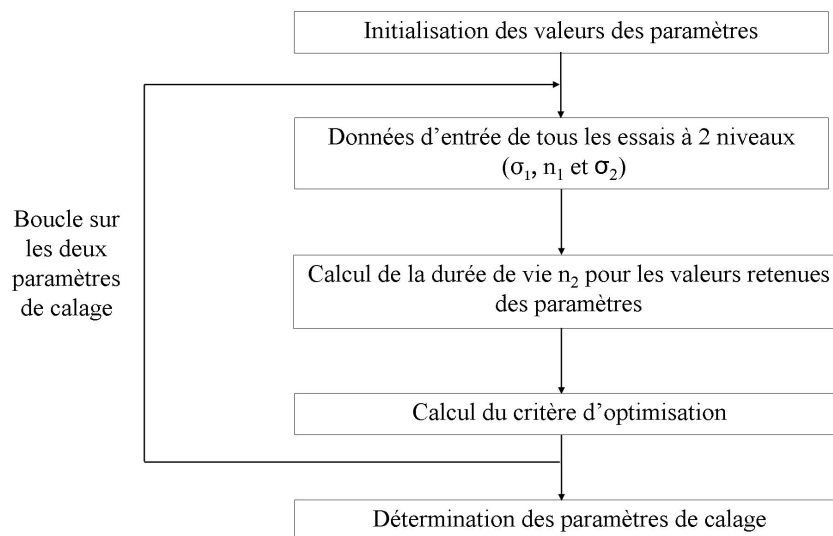 Initialisation des valeurs des paramètres
Données d'entrée de tous les essais à 2 niveaux
(σ₁, n₁ et σ₂)
Boucle sur
les deux
paramètres
de calage
Calcul de la durée de vie n₂ pour les valeurs retenues
des paramètres
Calcul du critère d'optimisation
Détermination des paramètres de calage